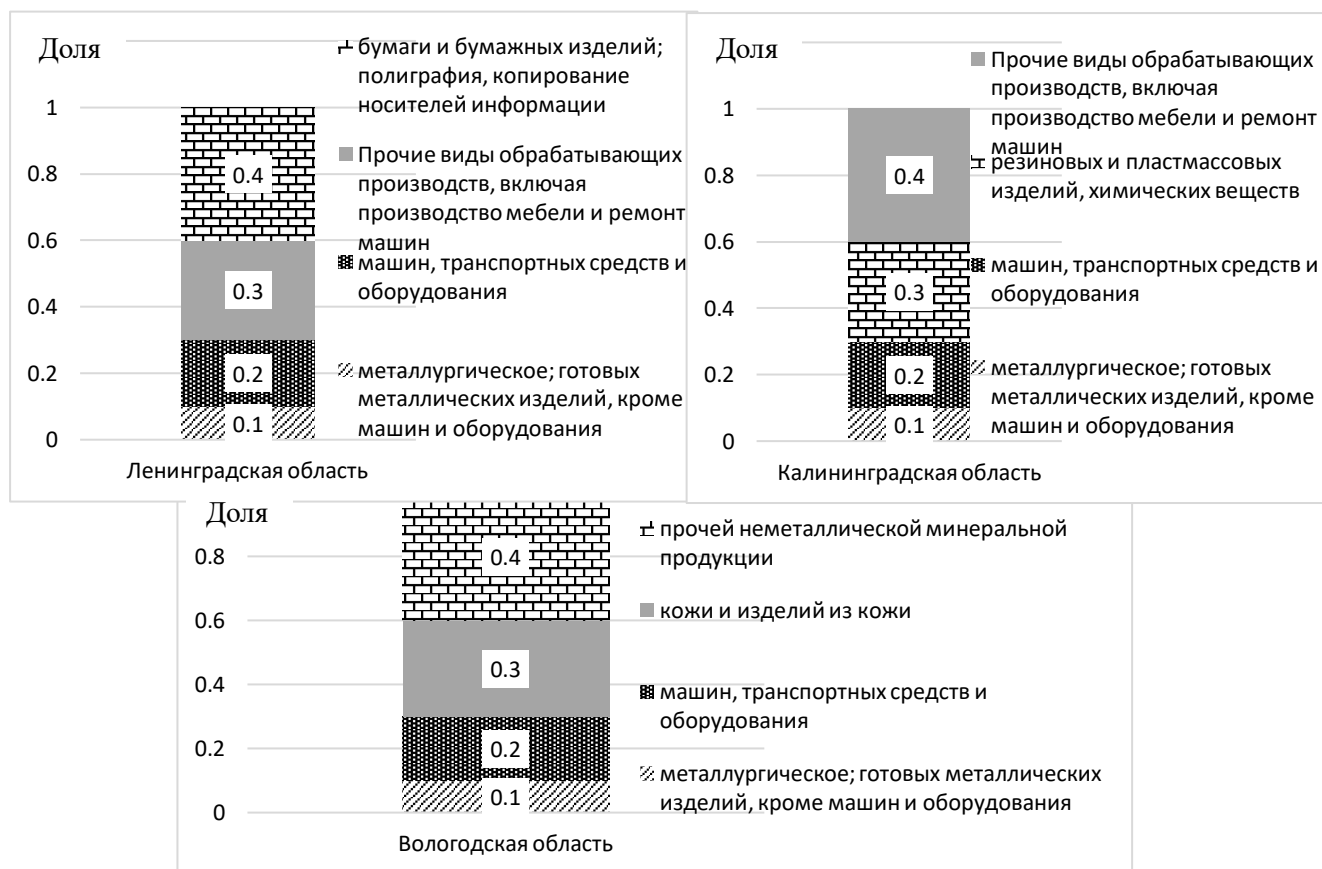 Доля
1
0.8
0.6
0.4
0.2
0
0.4
0.3
0.2
0.1
Ленинградская область
бумаги и бумажных изделий;
полиграфия, копирование
носителей информации
Прочие виды обрабатывающих
производств, включая
производство мебели и ремонт
машин
машин, транспортных средств и
оборудования
металлургическое; готовых
металлических изделий, кроме
машин и оборудования
Доля
1
0.8
0.6
0.4
0.2
0
0.4
0.3
0.2
0.1
Калининградская область
Прочие виды обрабатывающих
производств, включая
производство мебели и ремонт
машин
резиновых и пластмассовых
изделий, химических веществ
машин, транспортных средств и
оборудования
металлургическое; готовых
металлических изделий, кроме
машин и оборудования
Доля
0.8
0.6
0.4
0.2
0
0.4
0.3
0.2
0.1
Вологодская область
прочей неметаллической минеральной
продукции
кожи и изделий из кожи
машин, транспортных средств и
оборудования
металлургическое; готовых металлических
изделий, кроме машин и оборудования